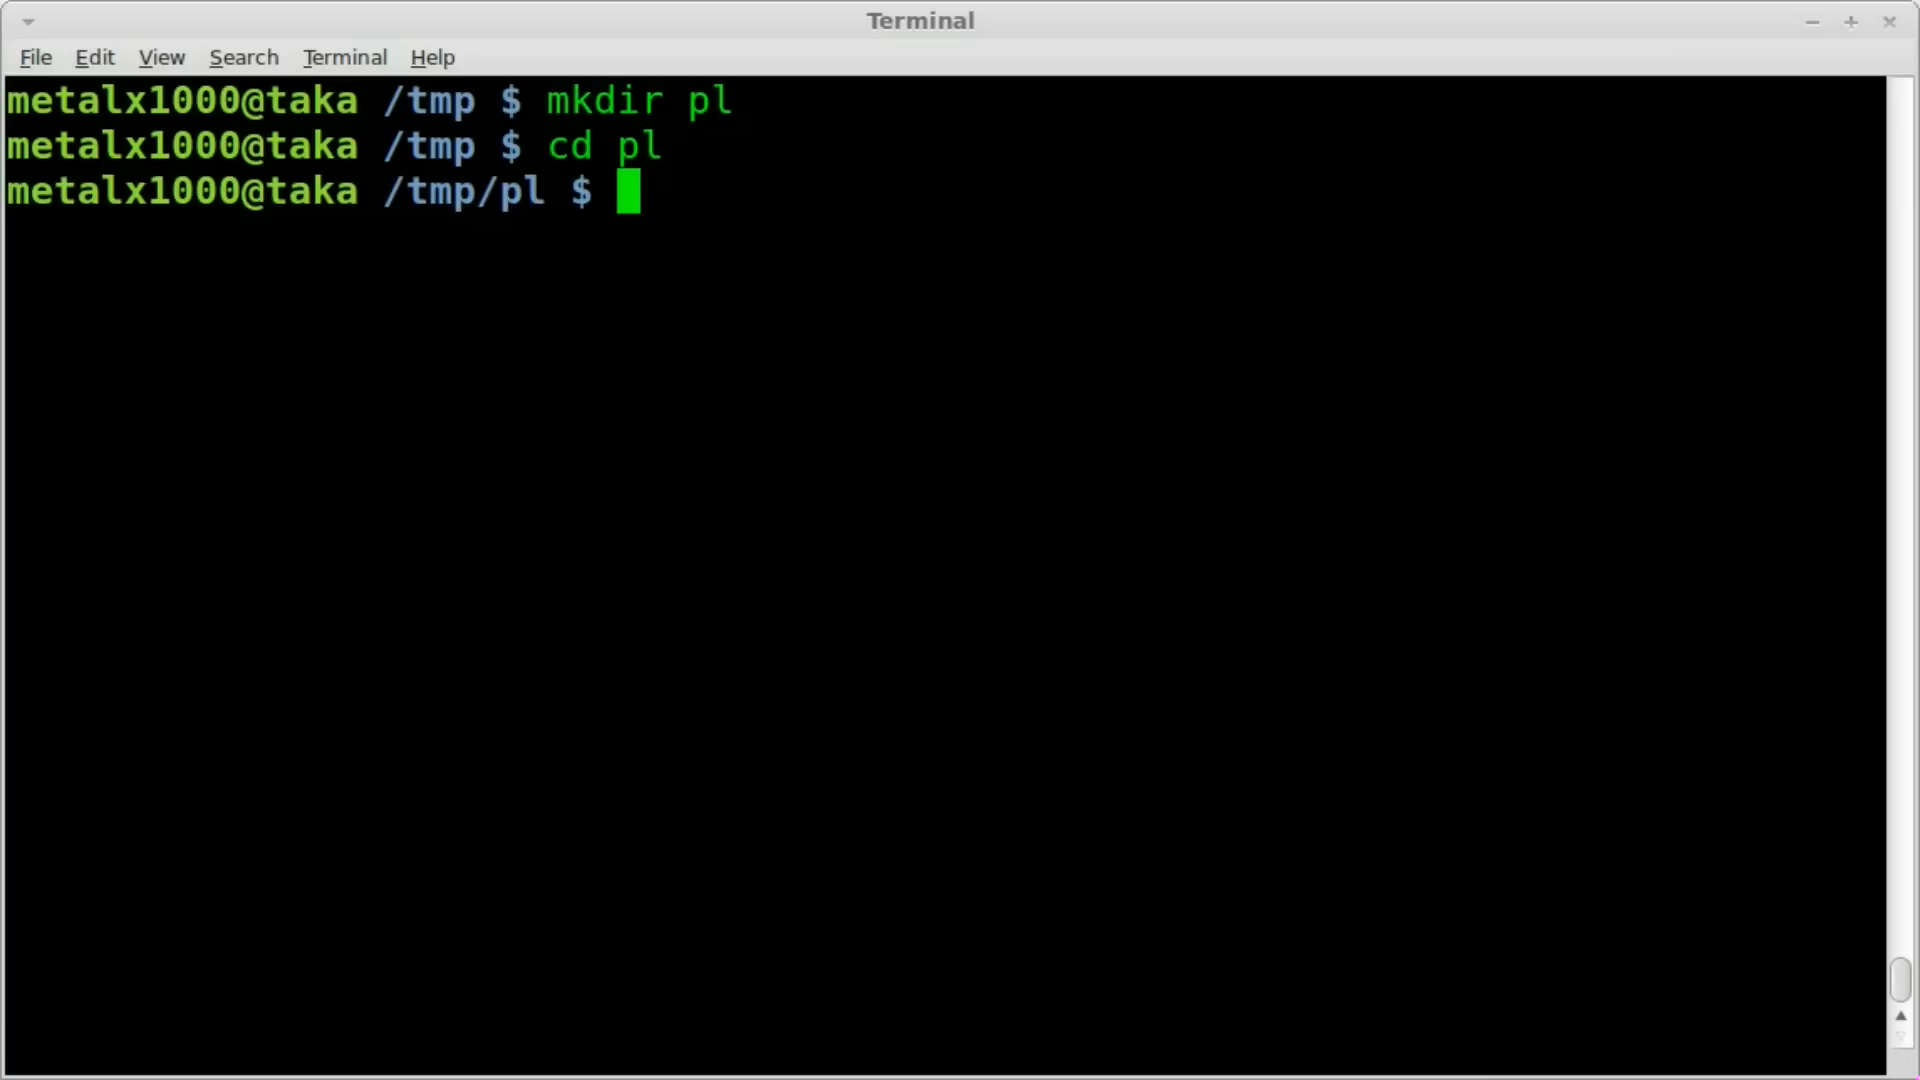 Terminal
File Edit View Search Terminal Help
metalx1000@taka /tmp $ mkdir pl
metalx1000@taka /tmp $ cd pl
metalx1000@taka /tmp/pl $